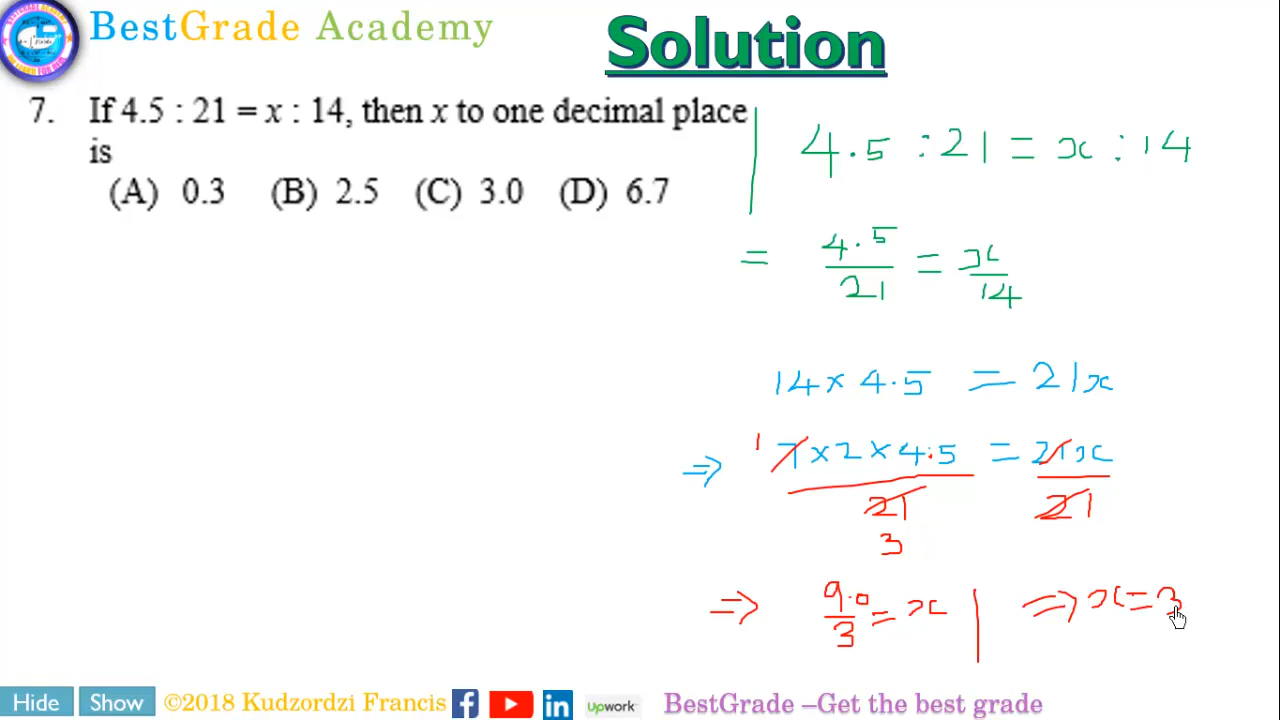 BestGrade Academy
Solution
7. If 4.5 : 21 = x : 14, then x to one decimal place
is
(A) 0.3 (B) 2.5 (C) 3.0 (D) 6.7
4.5 : 21 = x : 14
= 4.5/21 = x/14
14 × 4.5 = 21x
1
⇒ 7 × 2 × 4.5 / 21 = 21x / 21
3
⇒ 9.0/3 = x | ⇒ x = 3
Hide Show ©2018 Kudzordzi Francis f in upwork BestGrade –Get the best grade